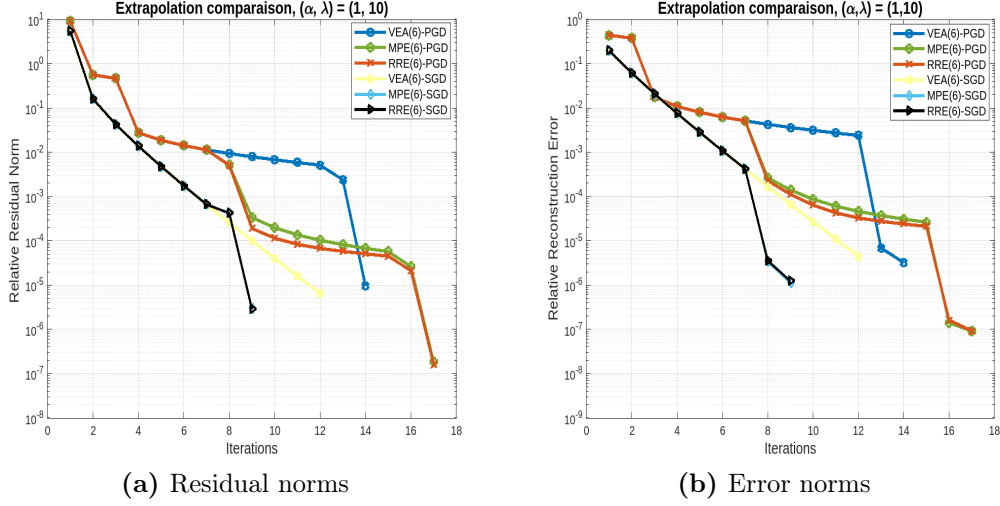 Extrapolation comparaison, (α, λ) = (1, 10)
10^1
10^0
10^-1
10^-2
10^-3
10^-4
10^-5
10^-6
10^-7
10^-8
Relative Residual Norm
VEA(6)-PGD
MPE(6)-PGD
RRE(6)-PGD
VEA(6)-SGD
MPE(6)-SGD
RRE(6)-SGD
0 2 4 6 8 10 12 14 16 18
Iterations
(a) Residual norms
Extrapolation comparaison, (α,λ) = (1,10)
10^0
10^-1
10^-2
10^-3
10^-4
10^-5
10^-6
10^-7
10^-8
10^-9
Relative Reconstruction Error
VEA(6)-PGD
MPE(6)-PGD
RRE(6)-PGD
VEA(6)-SGD
MPE(6)-SGD
RRE(6)-SGD
0 2 4 6 8 10 12 14 16 18
Iterations
(b) Error norms